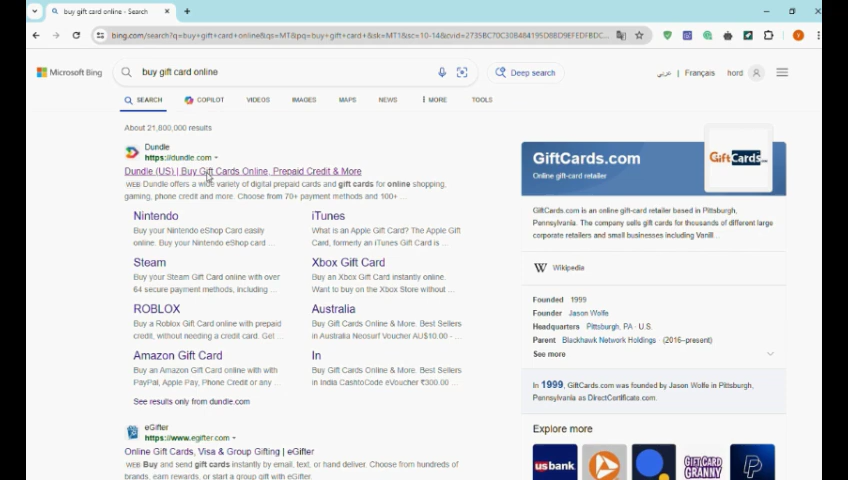 buy gift card online - Search
bing.com/search?q=buy+gift+card+online&qs=MT&pq=buy+gift+card+&sk=MT1&sc=10-14&cvid=2735BC70C30B484195D8BD9EFEDFBDC...
Microsoft Bing
buy gift card online
Deep search
عربي | Français
hord
SEARCH
COPILOT
VIDEOS
IMAGES
MAPS
NEWS
MORE
TOOLS
About 21,800,000 results
Dundle
https://dundle.com
Dundle (US) | Buy Gift Cards Online, Prepaid Credit & More
WEB Dundle offers a wide variety of digital prepaid cards and gift cards for online shopping,
gaming, phone credit and more. Choose from 70+ payment methods and 100+ ...
Nintendo
Buy your Nintendo eShop Card easily
online. Buy your Nintendo eShop card ...
iTunes
What is an Apple Gift Card? The Apple Gift
Card, formerly an iTunes Gift Card is ...
Steam
Buy your Steam Gift Card online with over
64 secure payment methods, including ...
Xbox Gift Card
Buy an Xbox Gift Card instantly online.
Want to buy on the Xbox Store without ...
ROBLOX
Buy a Roblox Gift Card with prepaid
credit, without needing a credit card. Get ...
Australia
Buy Gift Cards Online & More. Best Sellers
in Australia Neosurf Voucher AU$10.00 - ...
Amazon Gift Card
Buy an Amazon Gift Card online with with
PayPal, Apple Pay, Phone Credit or any ...
In
Buy Gift Cards Online & More. Best Sellers
in India CashtoCode eVoucher ₹300.00 ...
See results only from dundle.com
eGifter
https://www.egifter.com
Online Gift Cards, Visa & Group Gifting | eGifter
WEB Buy and send gift cards instantly by email, text, or hand deliver. Choose from hundreds of
brands, earn rewards, or start a group gift with eGifter.
GiftCards.com
Online gift-card retailer
GiftCards
GiftCards.com is an online gift-card retailer based in Pittsburgh,
Pennsylvania. The company sells gift cards for thousands of different large
corporate retailers and small businesses including Vanill...
W Wikipedia
Founded 1999
Founder Jason Wolfe
Headquarters Pittsburgh, PA · U.S.
Parent Blackhawk Network Holdings · (2016–present)
See more
In 1999, GiftCards.com was founded by Jason Wolfe in Pittsburgh,
Pennsylvania as DirectCertificate.com.
Explore more
usbank
GIFT CARD
GRANNY